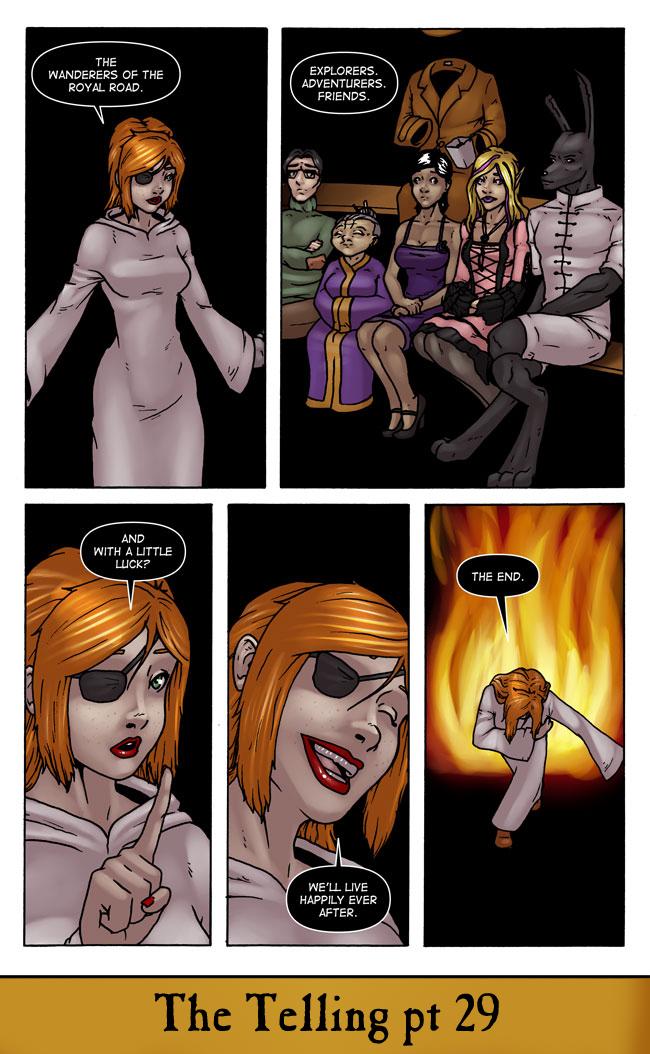 THE
WANDERERS OF THE
ROYAL ROAD.
EXPLORERS.
ADVENTURERS.
FRIENDS.
AND
WITH A LITTLE
LUCK?
WE'LL LIVE
HAPPILY EVER
AFTER.
THE END.
The Telling pt 29